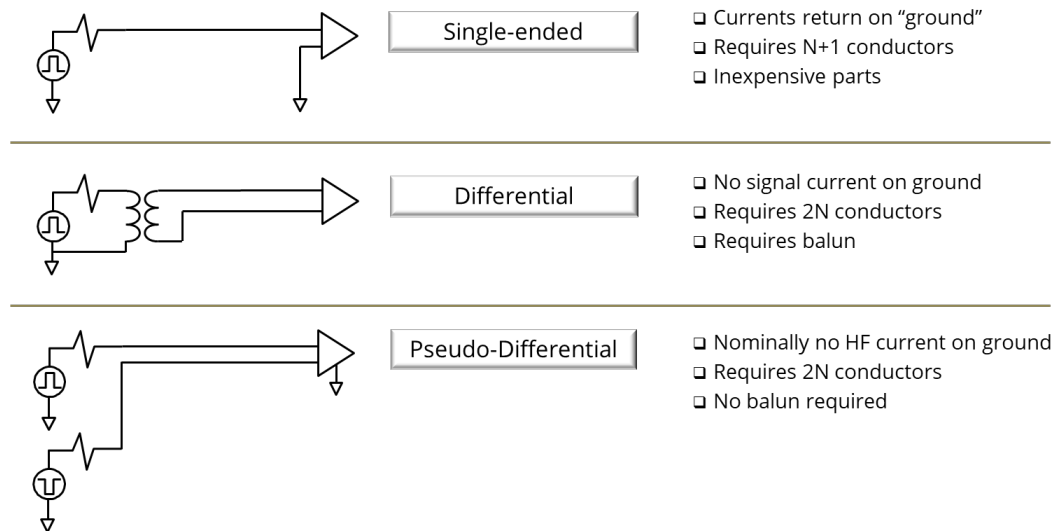 Single-ended
❑ Currents return on “ground”
❑ Requires N+1 conductors
❑ Inexpensive parts
Differential
❑ No signal current on ground
❑ Requires 2N conductors
❑ Requires balun
Pseudo-Differential
❑ Nominally no HF current on ground
❑ Requires 2N conductors
❑ No balun required